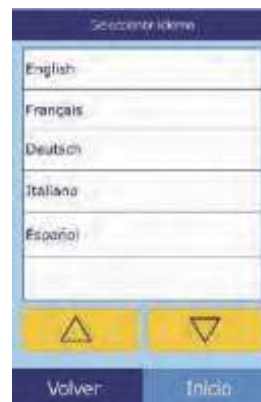 Seleccionar idioma
English
Français
Deutsch
Italiano
Español
Volver
Inicio